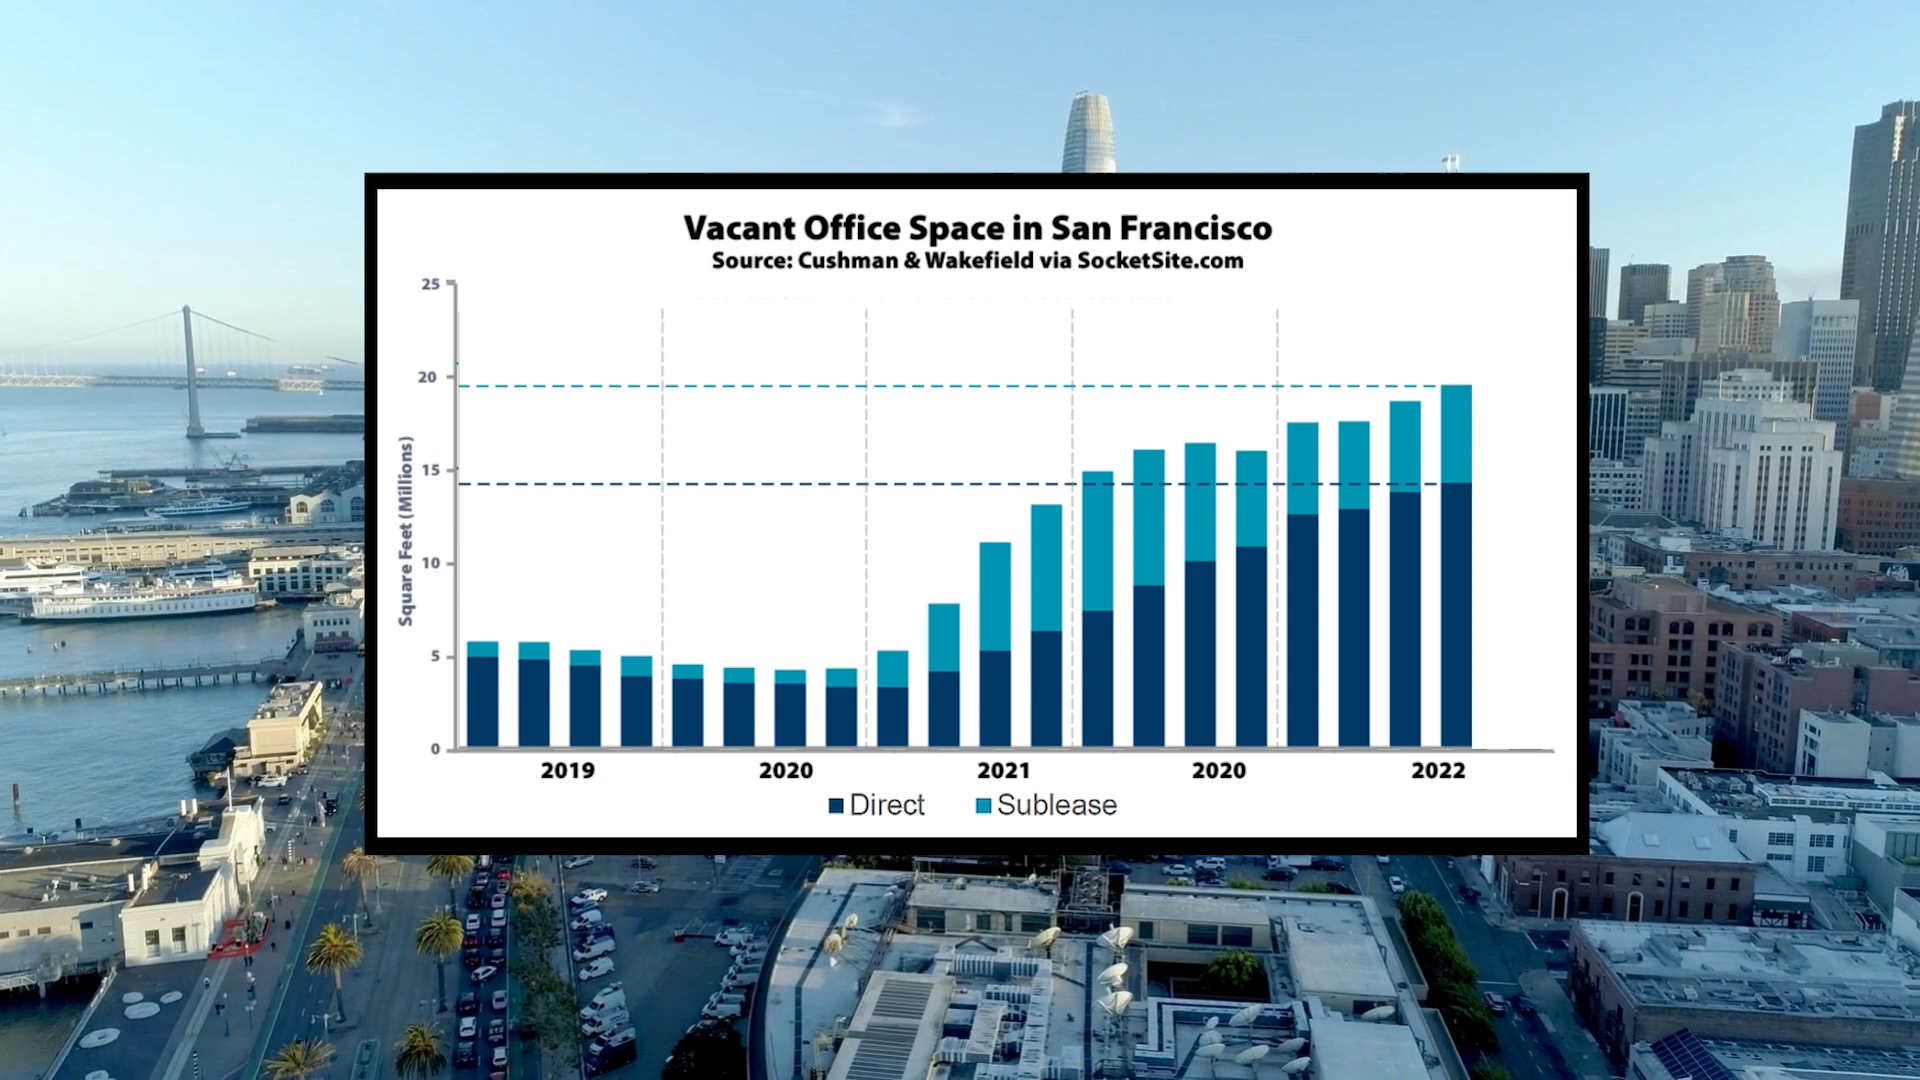 Vacant Office Space in San Francisco
Source: Cushman & Wakefield via SocketSite.com
25
20
15
10
5
0
Square Feet (Millions)
2019 2020 2021 2020 2022
Direct Sublease